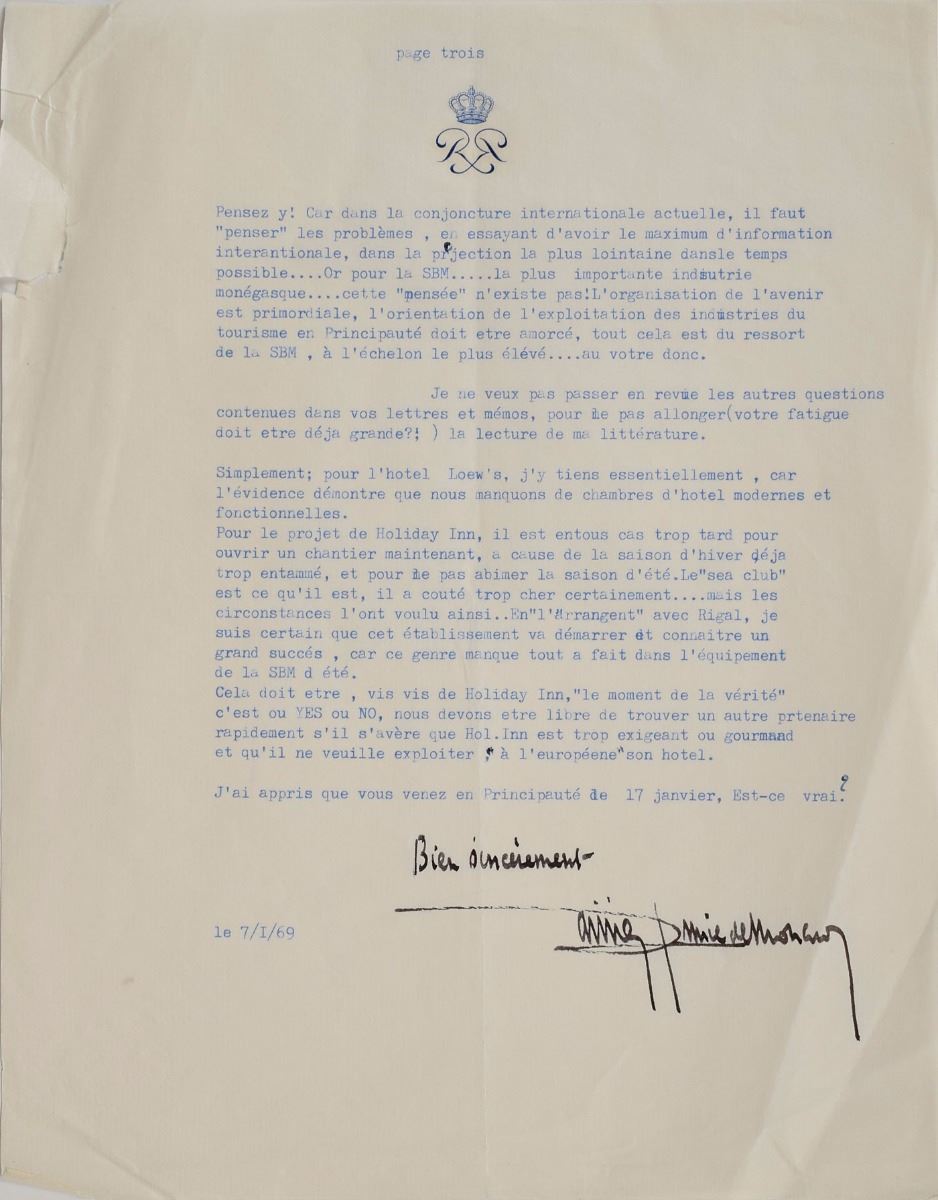 page trois
RR
Pensez y! Car dans la conjoncture internationale actuelle, il faut
"penser" les problèmes , en essayant d'avoir le maximum d'information
interantionale, dans la projection la plus lointaine dansle temps
possible....Or pour la SBM.....la plus importante indsutrie
monégasque....cette "pensée" n'existe pas!L'organisation de l'avenir
est primordiale, l'orientation de l'exploitation des industries du
tourisme en Principauté doit etre amorcé, tout cela est du ressort
de la SBM , à l'échelon le plus élévé....au votre donc.
Je ne veux pas passer en revue les autres questions
contenues dans vos lettres et mémos, pour ne pas allonger(votre fatigue
doit etre déja grande?! ) la lecture de ma littérature.
Simplement; pour l'hotel Loew's, j'y tiens essentiellement , car
l'évidence démontre que nous manquons de chambres d'hotel modernes et
fonctionnelles.
Pour le projet de Holiday Inn, il est entous cas trop tard pour
ouvrir un chantier maintenant, a cause de la saison d'hiver déja
trop entammé, et pour ne pas abimer la saison d'été.Le"sea club"
est ce qu'il est, il a couté trop cher certainement....mais les
circonstances l'ont voulu ainsi..En"l'Arrangent" avec Rigal, je
suis certain que cet établissement va démarrer et connaitre un
grand succés , car ce genre manque tout a fait dans l'équipement
de la SBM d été.
Cela doit etre , vis vis de Holiday Inn,"le moment de la vérité"
c'est ou YES ou NO, nous devons etre libre de trouver un autre prtenaire
rapidement s'il s'avère que Hol.Inn est trop exigeant ou gourmand
et qu'il ne veuille exploiter " à l'européene"son hotel.
J'ai appris que vous venez en Principauté le 17 janvier, Est-ce vrai?
Bien sincèrement
le 7/I/69